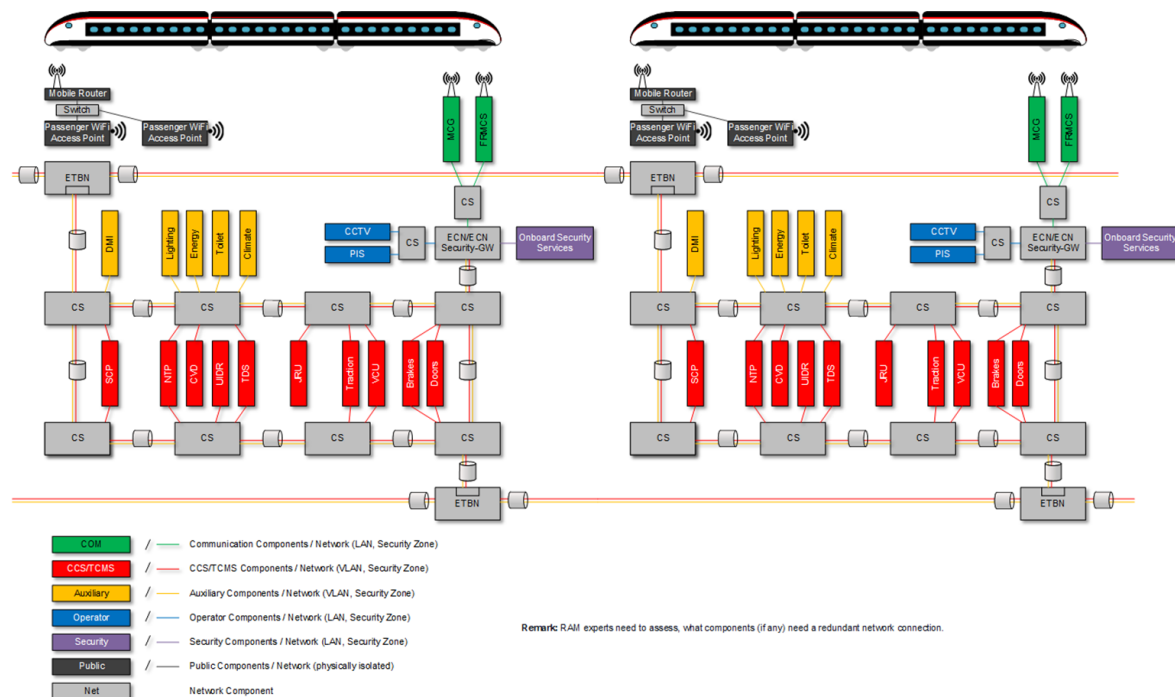 Mobile Router
Switch
Passenger WiFi
Access Point
Passenger WiFi
Access Point
MCG
FRMCS
ETBN
CS
DMI
Lighting
Energy
Toilet
Climate
CCTV
PIS
CS
ECN/ECN
Security-GW
Onboard Security
Services
CS
CS
CS
CS
SCP
NTP
CVD
UIDR
TDS
JRU
Traction
VCU
Brakes
Doors
CS
CS
CS
CS
ETBN
Mobile Router
Switch
Passenger WiFi
Access Point
Passenger WiFi
Access Point
MCG
FRMCS
ETBN
CS
DMI
Lighting
Energy
Toilet
Climate
CCTV
PIS
CS
ECN/ECN
Security-GW
Onboard Security
Services
CS
CS
CS
CS
SCP
NTP
CVD
UIDR
TDS
JRU
Traction
VCU
Brakes
Doors
CS
CS
CS
CS
ETBN
COM / Communication Components / Network (LAN, Security Zone)
CCS/TCMS / CCS/TCMS Components / Network (VLAN, Security Zone)
Auxiliary / Auxiliary Components / Network (VLAN, Security Zone)
Operator / Operator Components / Network (LAN, Security Zone)
Security / Security Components / Network (LAN, Security Zone)
Public / Public Components / Network (physically isolated)
Net Network Component
Remark: RAM experts need to assess, what components (if any) need a redundant network connection.